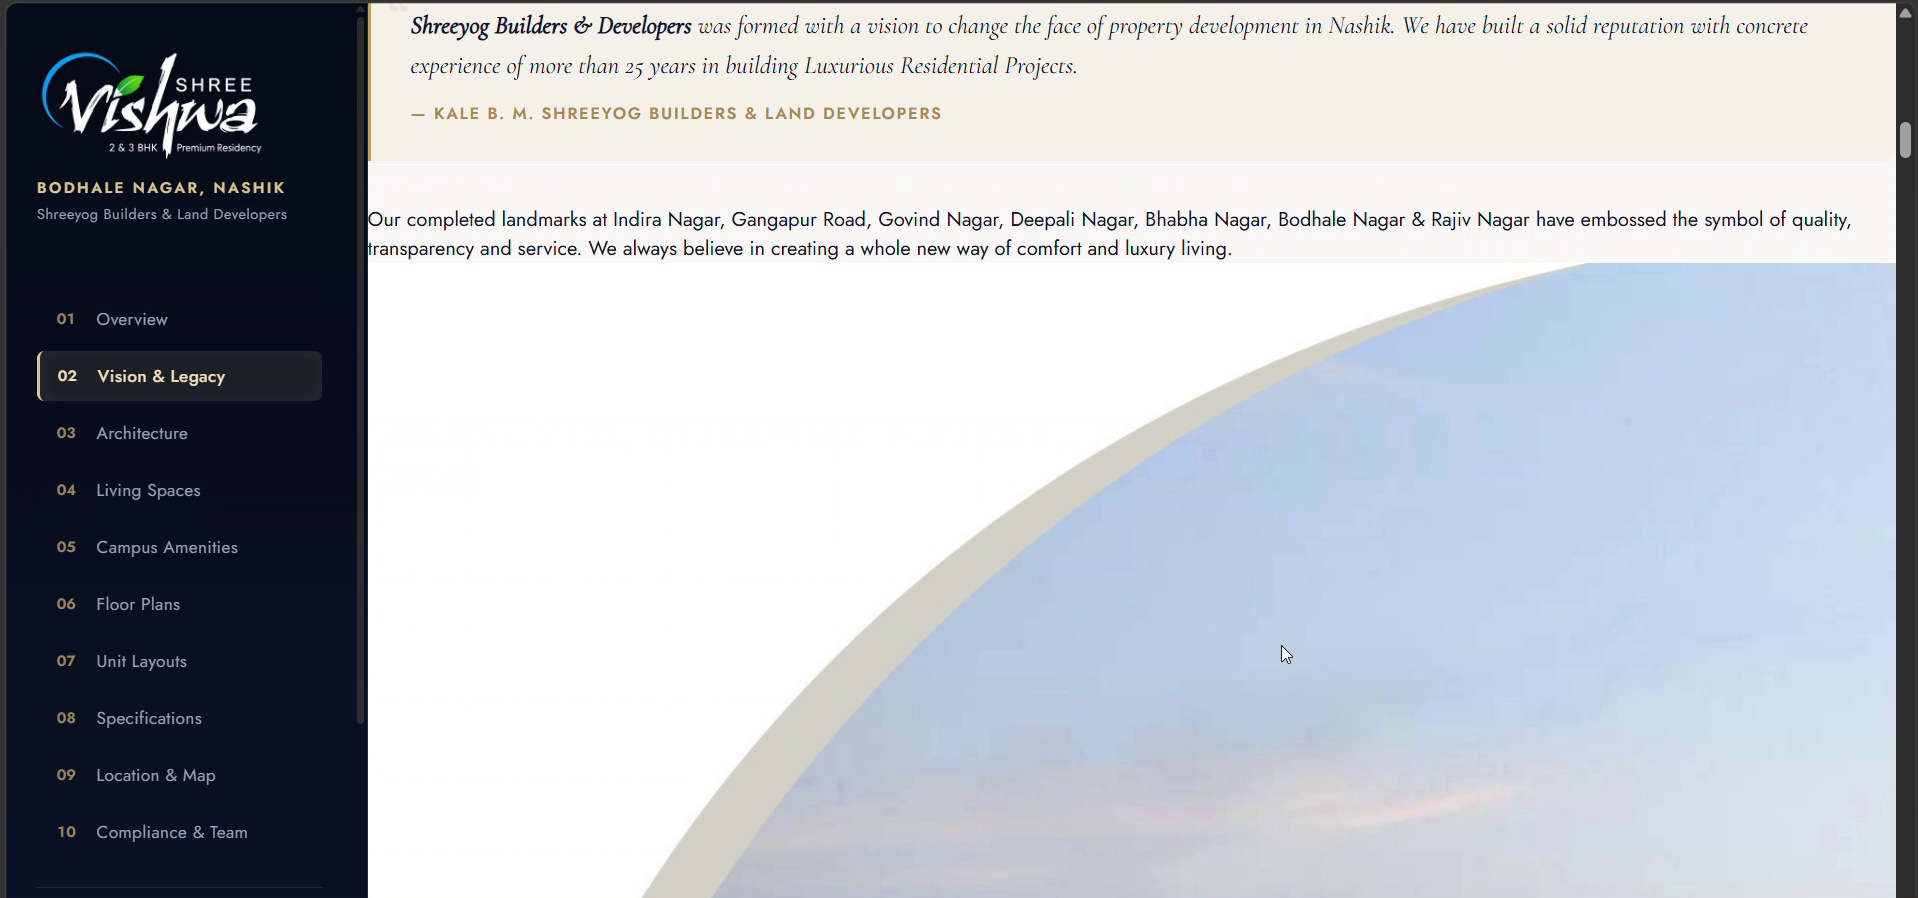 SHREE
Vishwa
2 & 3 BHK Premium Residency
BODHALE NAGAR, NASHIK
Shreeyog Builders & Land Developers
01 Overview
02 Vision & Legacy
03 Architecture
04 Living Spaces
05 Campus Amenities
06 Floor Plans
07 Unit Layouts
08 Specifications
09 Location & Map
10 Compliance & Team
Shreeyog Builders & Developers was formed with a vision to change the face of property development in Nashik. We have built a solid reputation with concrete
experience of more than 25 years in building Luxurious Residential Projects.
— KALE B. M. SHREEYOG BUILDERS & LAND DEVELOPERS
Our completed landmarks at Indira Nagar, Gangapur Road, Govind Nagar, Deepali Nagar, Bhabha Nagar, Bodhale Nagar & Rajiv Nagar have embossed the symbol of quality,
transparency and service. We always believe in creating a whole new way of comfort and luxury living.